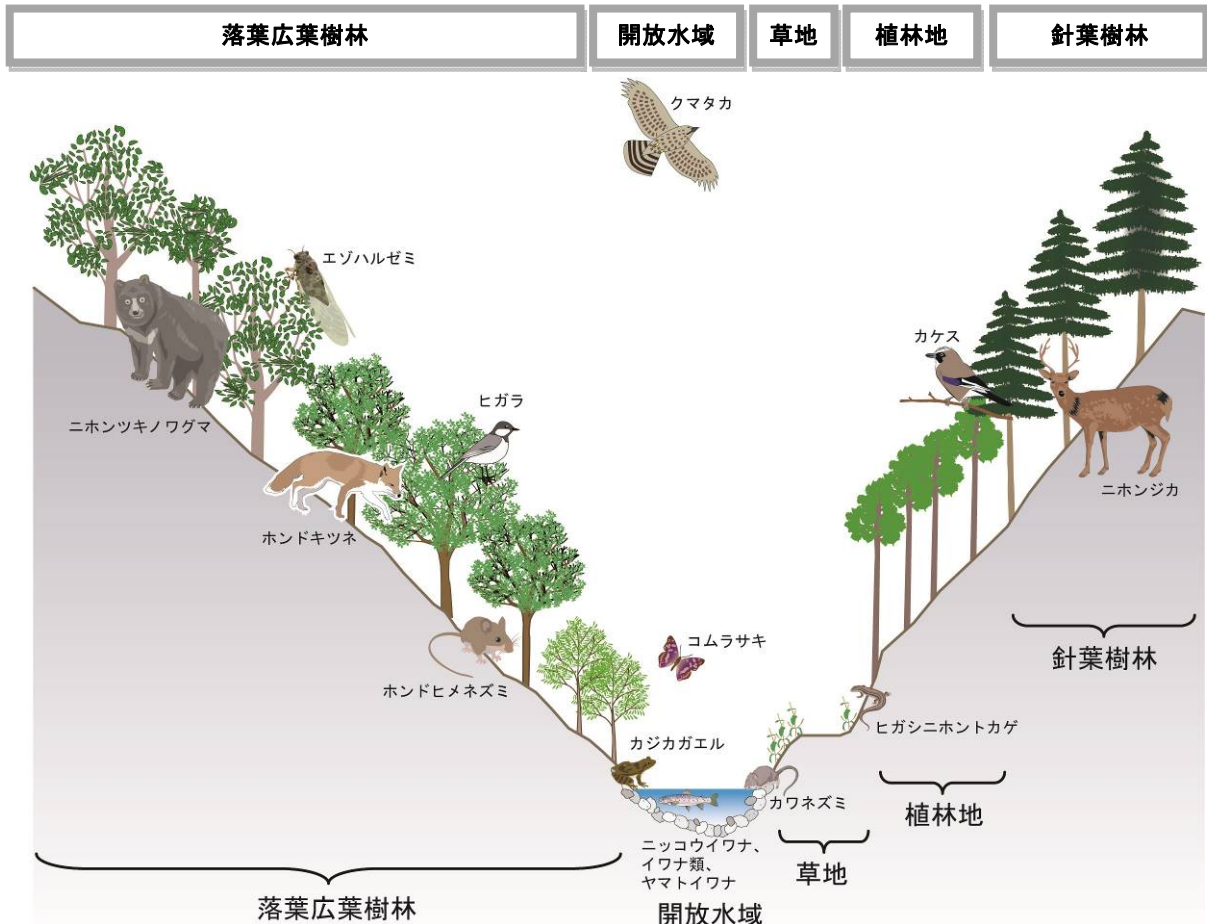 落葉広葉樹林
開放水域
草地
植林地
針葉樹林
クマタカ
エゾハルゼミ
カケス
ヒガラ
ニホンツキノワグマ
ニホンジカ
ホンドキツネ
コムラサキ
針葉樹林
ホンドヒメネズミ
ヒガシニホントカゲ
カジカガエル
カワネズミ
植林地
ニッコウイワナ、
イワナ類、
ヤマトイワナ
草地
落葉広葉樹林
開放水域